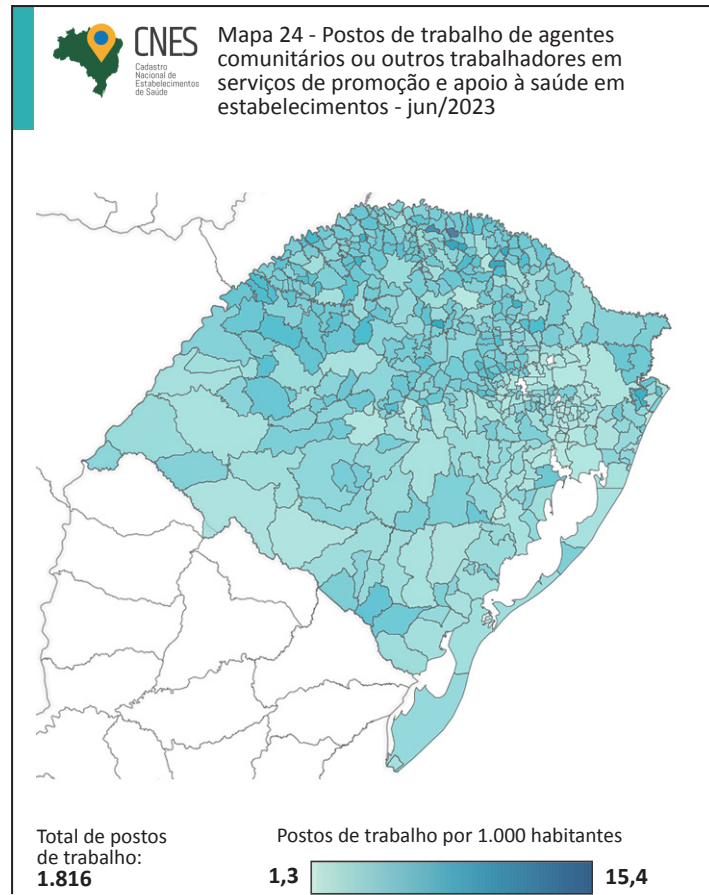 CNES
Cadastro
Nacional de
Estabelecimentos
de Saúde
Mapa 24 - Postos de trabalho de agentes
comunitários ou outros trabalhadores em
serviços de promoção e apoio à saúde em
estabelecimentos - jun/2023
Total de postos
de trabalho:
1.816
Postos de trabalho por 1.000 habitantes
1,3
15,4